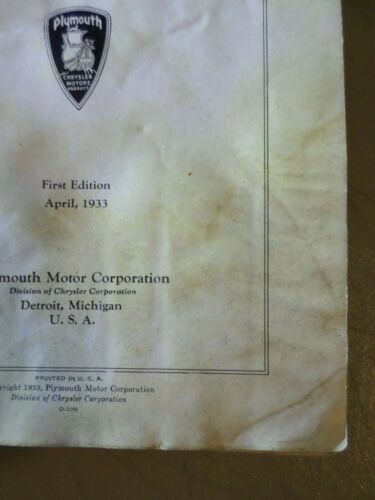 Plymouth
CHRYSLER
MOTORS
PRODUCT
First Edition
April, 1933
mouth Motor Corporation
Division of Chrysler Corporation
Detroit, Michigan
U. S. A.
PRINTED IN U. S. A.
yright 1933, Plymouth Motor Corporation
Division of Chrysler Corporation